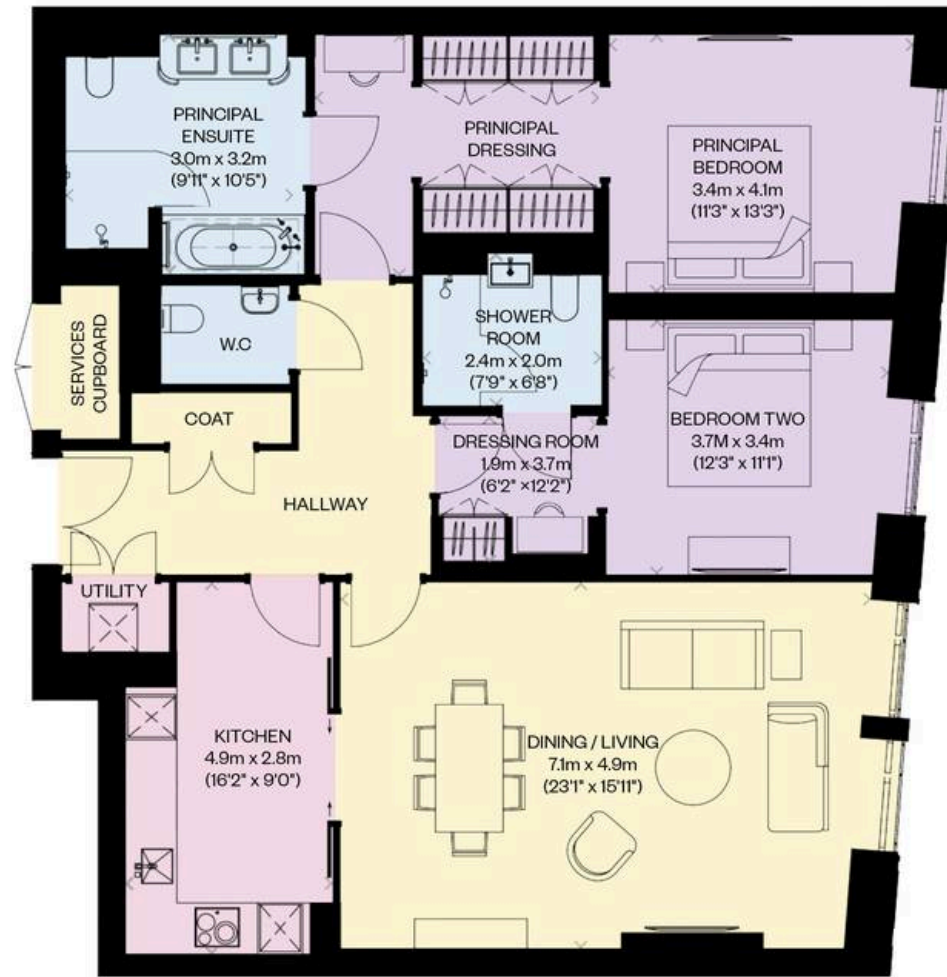 PRINCIPAL
ENSUITE
3.0m x 3.2m
(9'11" x 10'5")
PRINICIPAL
DRESSING
PRINCIPAL
BEDROOM
3.4m x 4.1m
(11'3" x 13'3")
SERVICES
CUPBOARD
W.C
SHOWER
ROOM
2.4m x 2.0m
(7'9" x 6'8")
COAT
DRESSING ROOM
1.9m x 3.7m
(6'2" ×12'2")
BEDROOM TWO
3.7M x 3.4m
(12'3" x 11'1")
HALLWAY
UTILITY
KITCHEN
4.9m x 2.8m
(16'2" x 9'0")
DINING / LIVING
7.1m x 4.9m
(23'1" x 15'11")